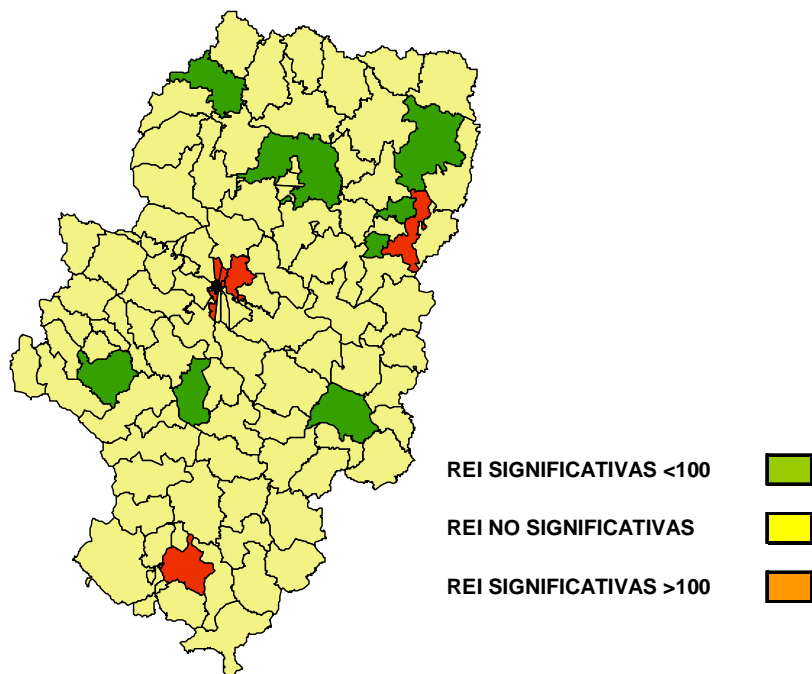 REI SIGNIFICATIVAS <100
REI NO SIGNIFICATIVAS
REI SIGNIFICATIVAS >100